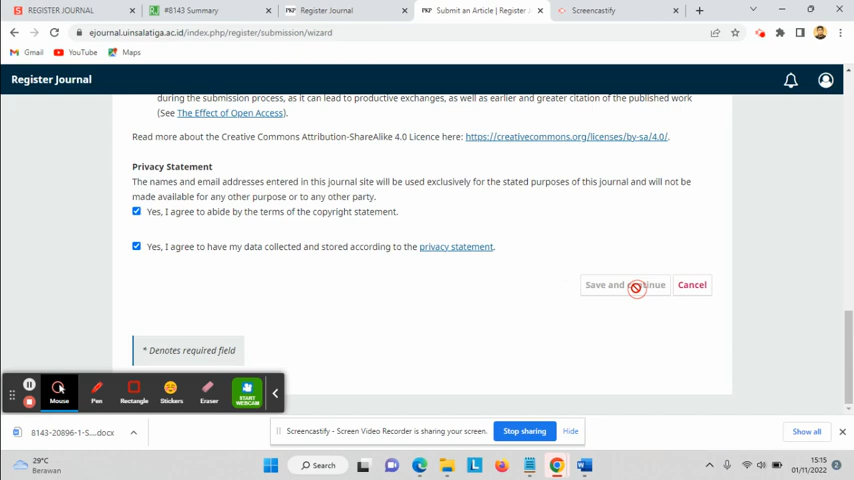 REGISTER JOURNAL
#8143 Summary
PKP Register Journal
PKP Submit an Article | Register
Screencastify
ejournal.uinsalatiga.ac.id/index.php/register/submission/wizard
Gmail YouTube Maps
Register Journal
during the submission process, as it can lead to productive exchanges, as well as earlier and greater citation of the published work
(See The Effect of Open Access).
Read more about the Creative Commons Attribution-ShareAlike 4.0 Licence here: https://creativecommons.org/licenses/by-sa/4.0/.
Privacy Statement
The names and email addresses entered in this journal site will be used exclusively for the stated purposes of this journal and will not be
made available for any other purpose or to any other party.
Yes, I agree to abide by the terms of the copyright statement.
Yes, I agree to have my data collected and stored according to the privacy statement.
Save and continue Cancel
* Denotes required field
Mouse Pen Rectangle Stickers Eraser START WEBCAM
8143-20896-1-S....docx
Screencastify - Screen Video Recorder is sharing your screen. Stop sharing Hide
Show all
29°C
Berawan
Search
15:15
01/11/2022
2